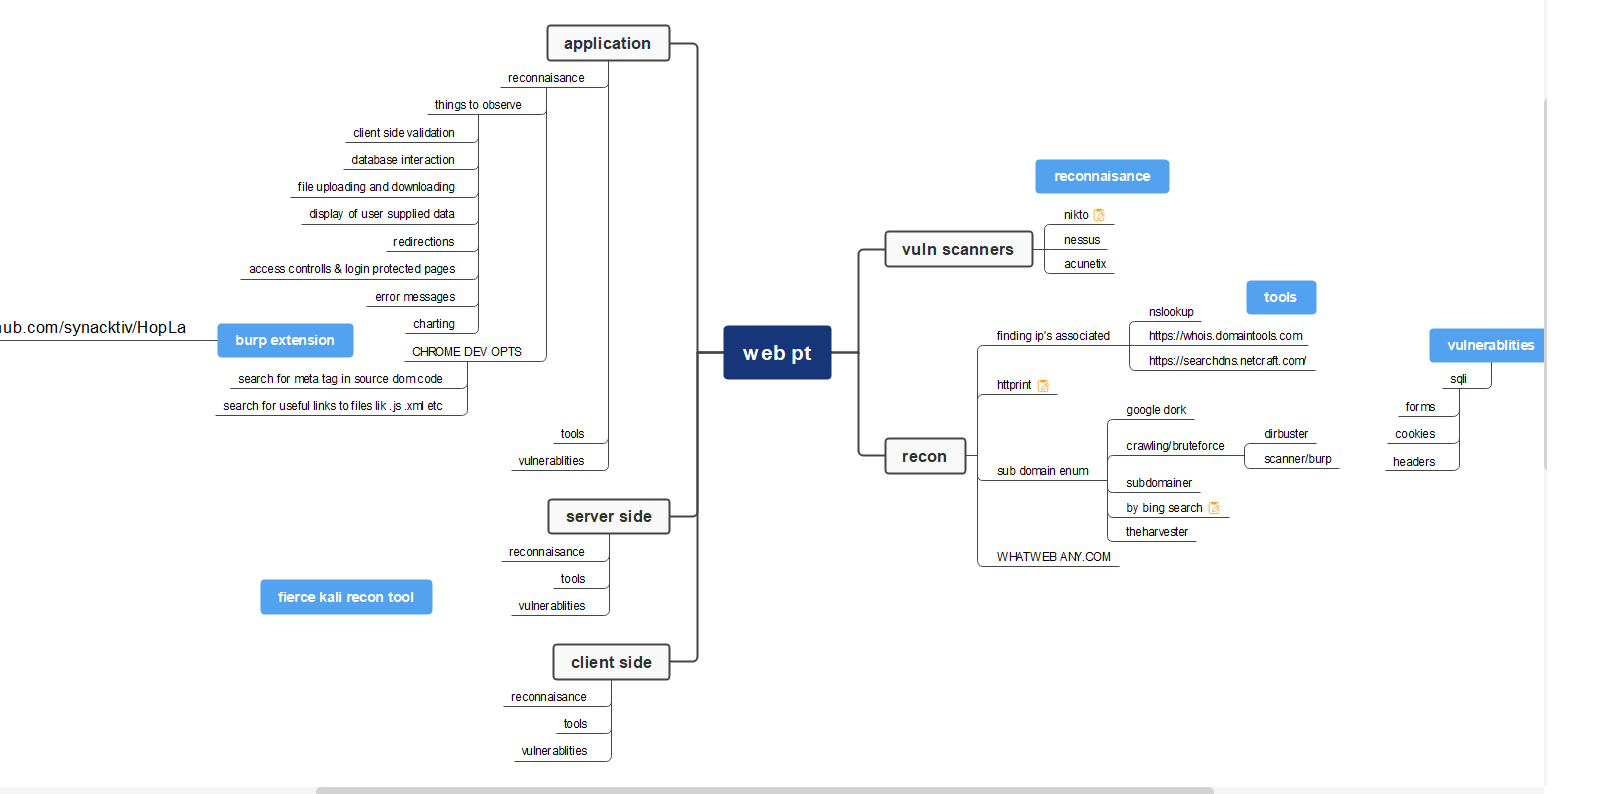 application
reconnaisance
things to observe
client side validation
database interaction
file uploading and downloading
display of user supplied data
redirections
access controlls & login protected pages
error messages
charting
CHROME DEV OPTS
search for meta tag in source dom code
search for useful links to files lik .js .xml etc
tools
vulnerablities
hub.com/synacktiv/HopLa
burp extension
server side
reconnaisance
tools
vulnerablities
fierce kali recon tool
client side
reconnaisance
tools
vulnerablities
web pt
reconnaisance
vuln scanners
nikto
nessus
acunetix
tools
recon
finding ip's associated
nslookup
https://whois.domaintools.com
https://searchdns.netcraft.com/
httprint
sub domain enum
google dork
crawling/bruteforce
dirbuster
scanner/burp
subdomainer
by bing search
theharvester
WHATWEB ANY.COM
vulnerablities
sqli
forms
cookies
headers